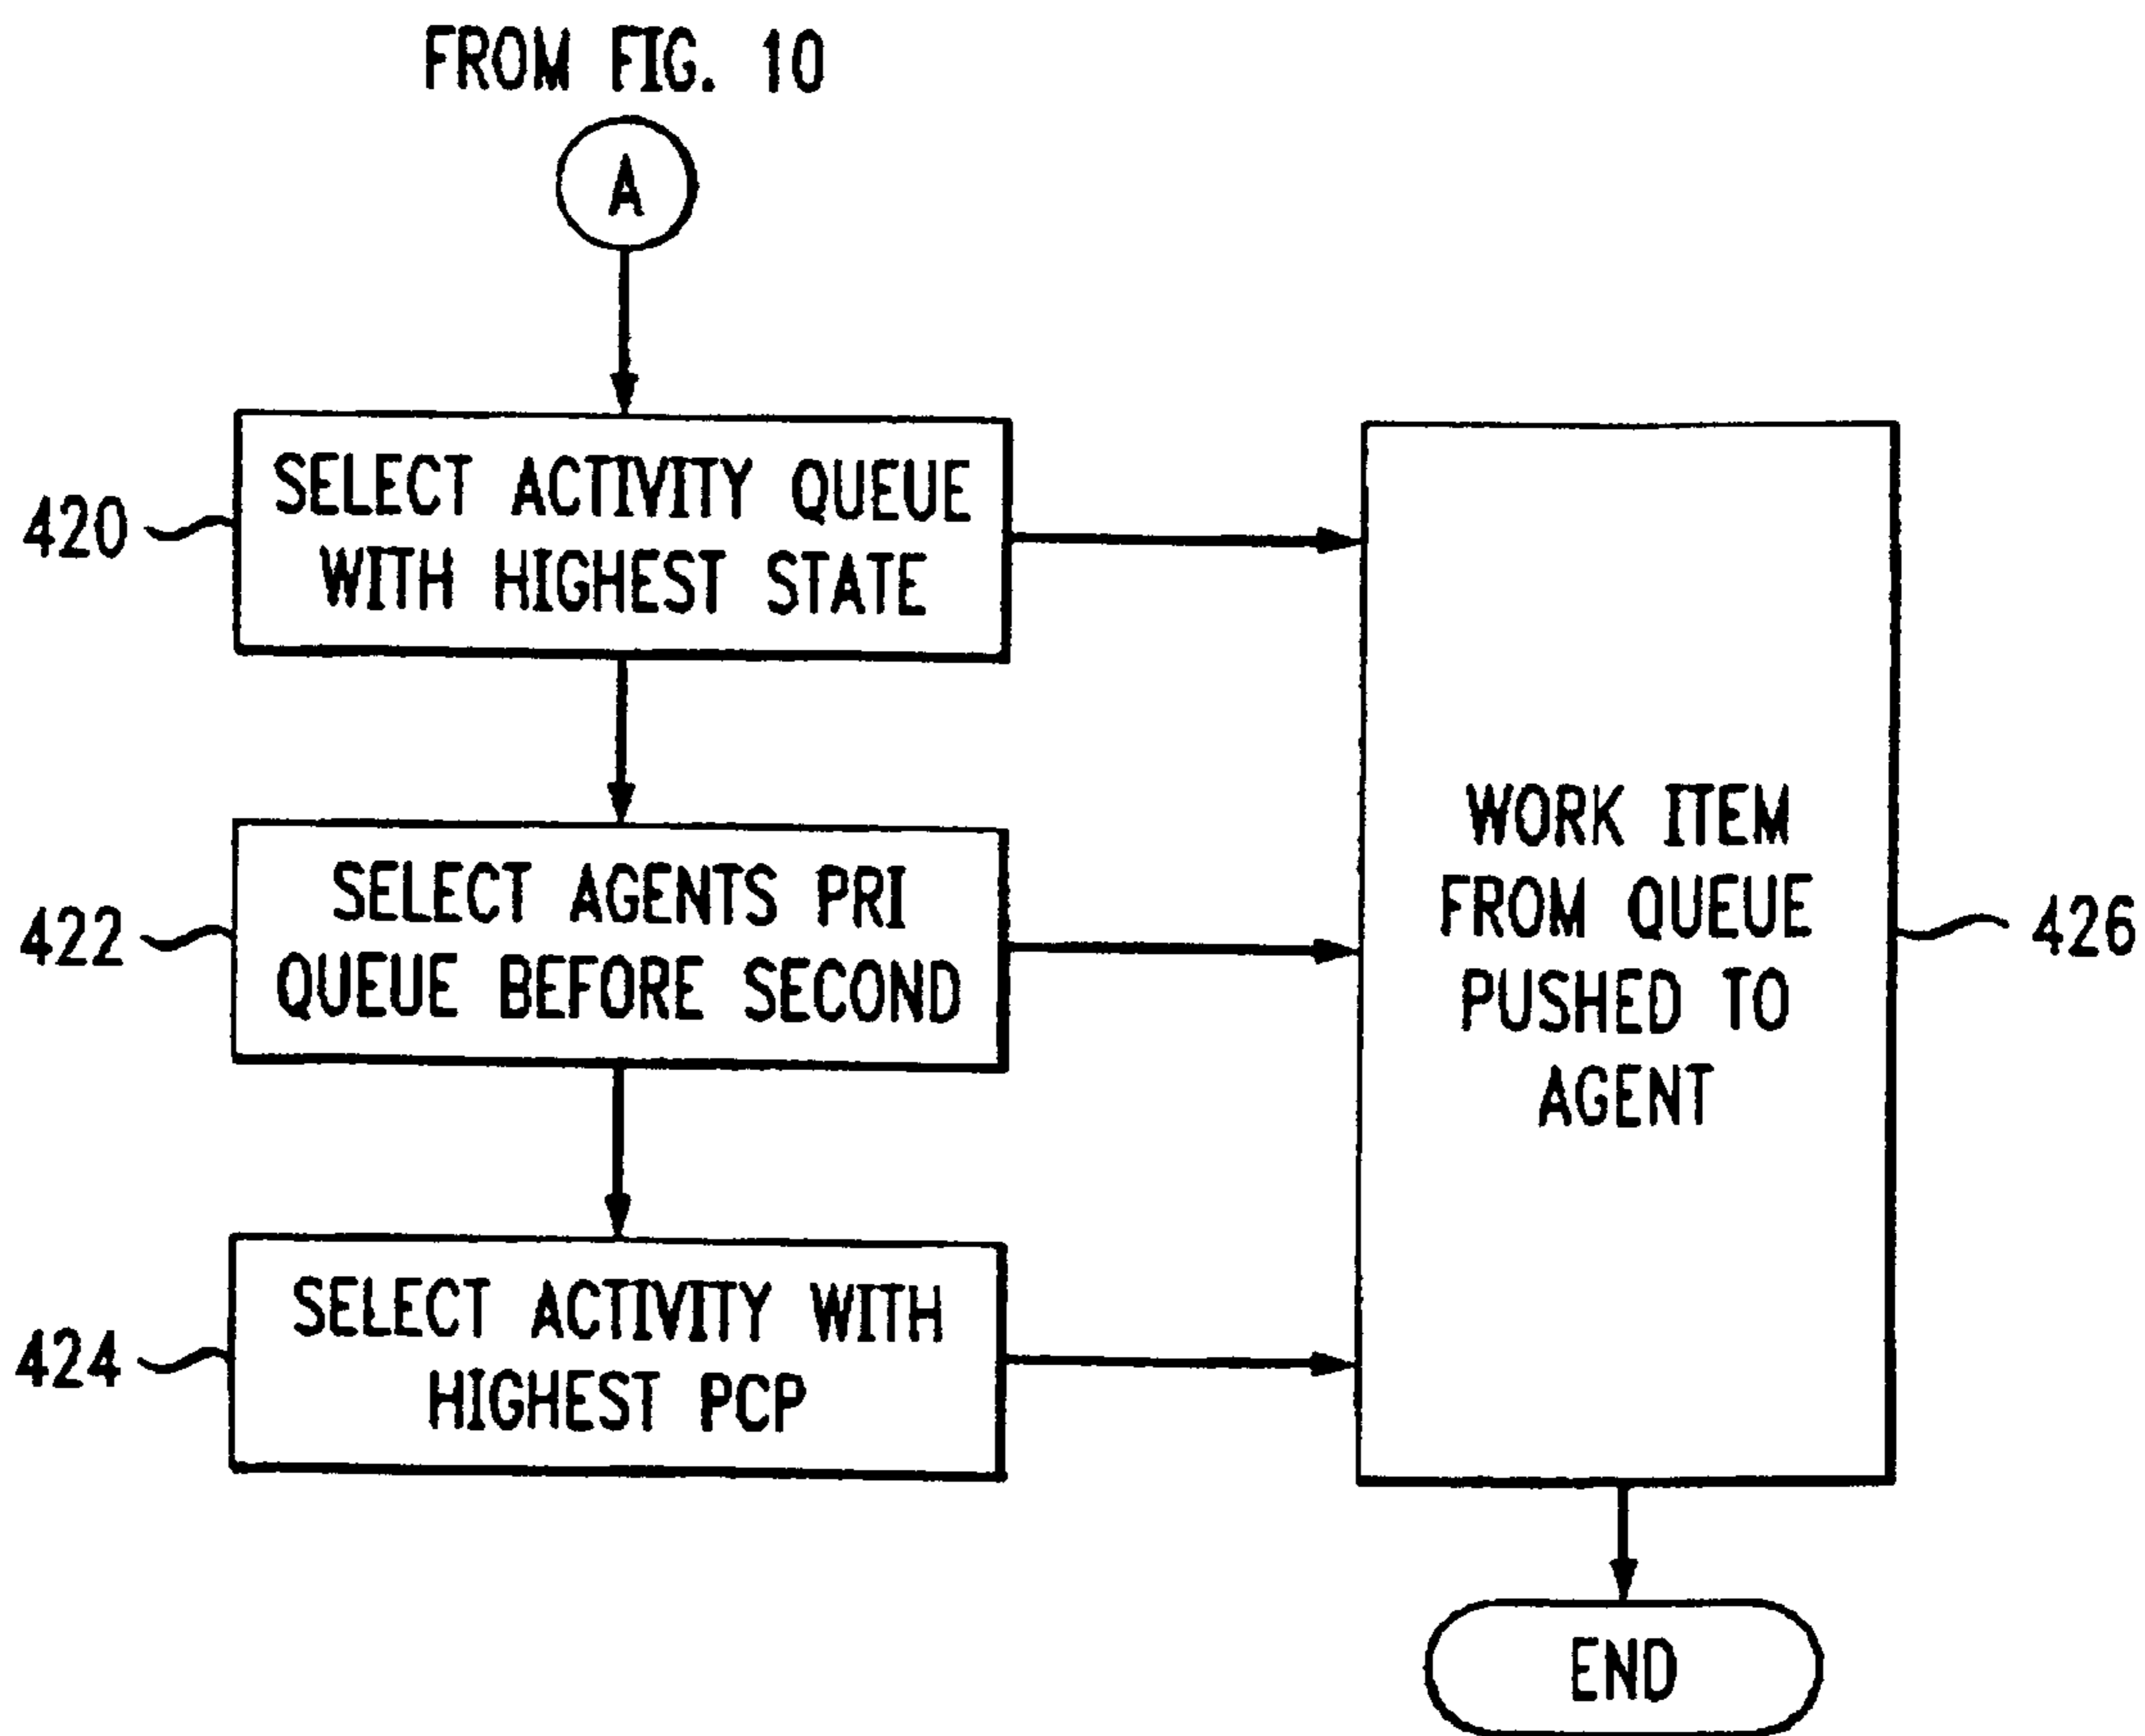 FROM FIG. 10
A
420
SELECT ACTIVITY QUEUE
WITH HIGHEST STATE
422
SELECT AGENTS PRI
QUEUE BEFORE SECOND
424
SELECT ACTIVITY WITH
HIGHEST PCP
WORK ITEM
FROM QUEUE
PUSHED TO
AGENT
426
END